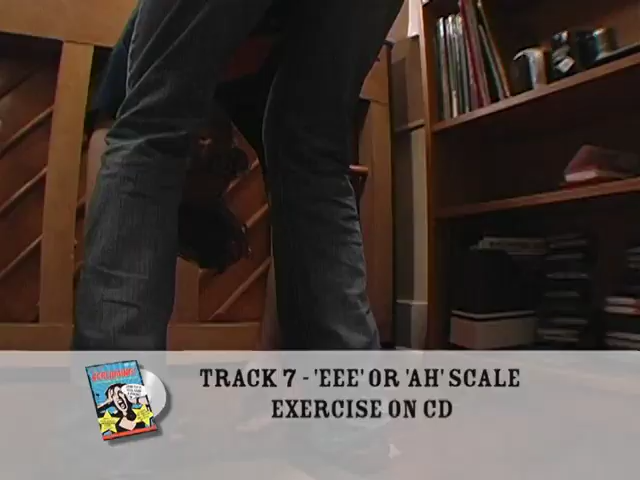 TRACK 7 - 'EEE' OR 'AH' SCALE
EXERCISE ON CD